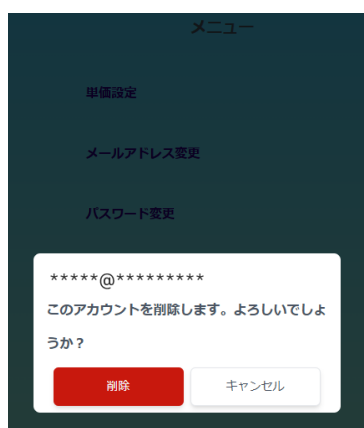 メニュー
単価設定
メールアドレス変更
パスワード変更
*****@*********
このアカウントを削除します。よろしいでしょ
うか？
削除
キャンセル